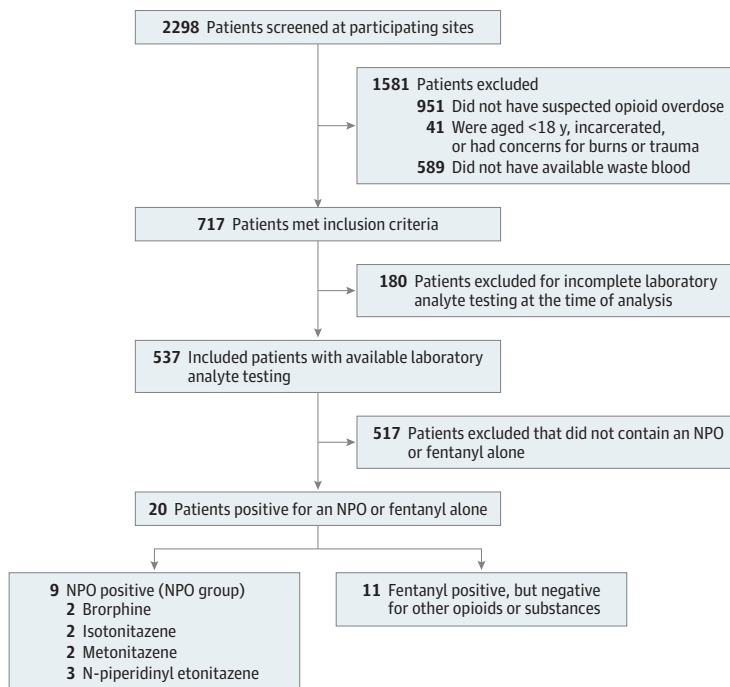 2298 Patients screened at participating sites
1581 Patients excluded
951 Did not have suspected opioid overdose
41 Were aged <18 y, incarcerated,
or had concerns for burns or trauma
589 Did not have available waste blood
717 Patients met inclusion criteria
180 Patients excluded for incomplete laboratory
analyte testing at the time of analysis
537 Included patients with available laboratory
analyte testing
517 Patients excluded that did not contain an NPO
or fentanyl alone
20 Patients positive for an NPO or fentanyl alone
9 NPO positive (NPO group)
2 Brorphine
2 Isotonitazene
2 Metonitazene
3 N-piperidinyl etonitazene
11 Fentanyl positive, but negative
for other opioids or substances